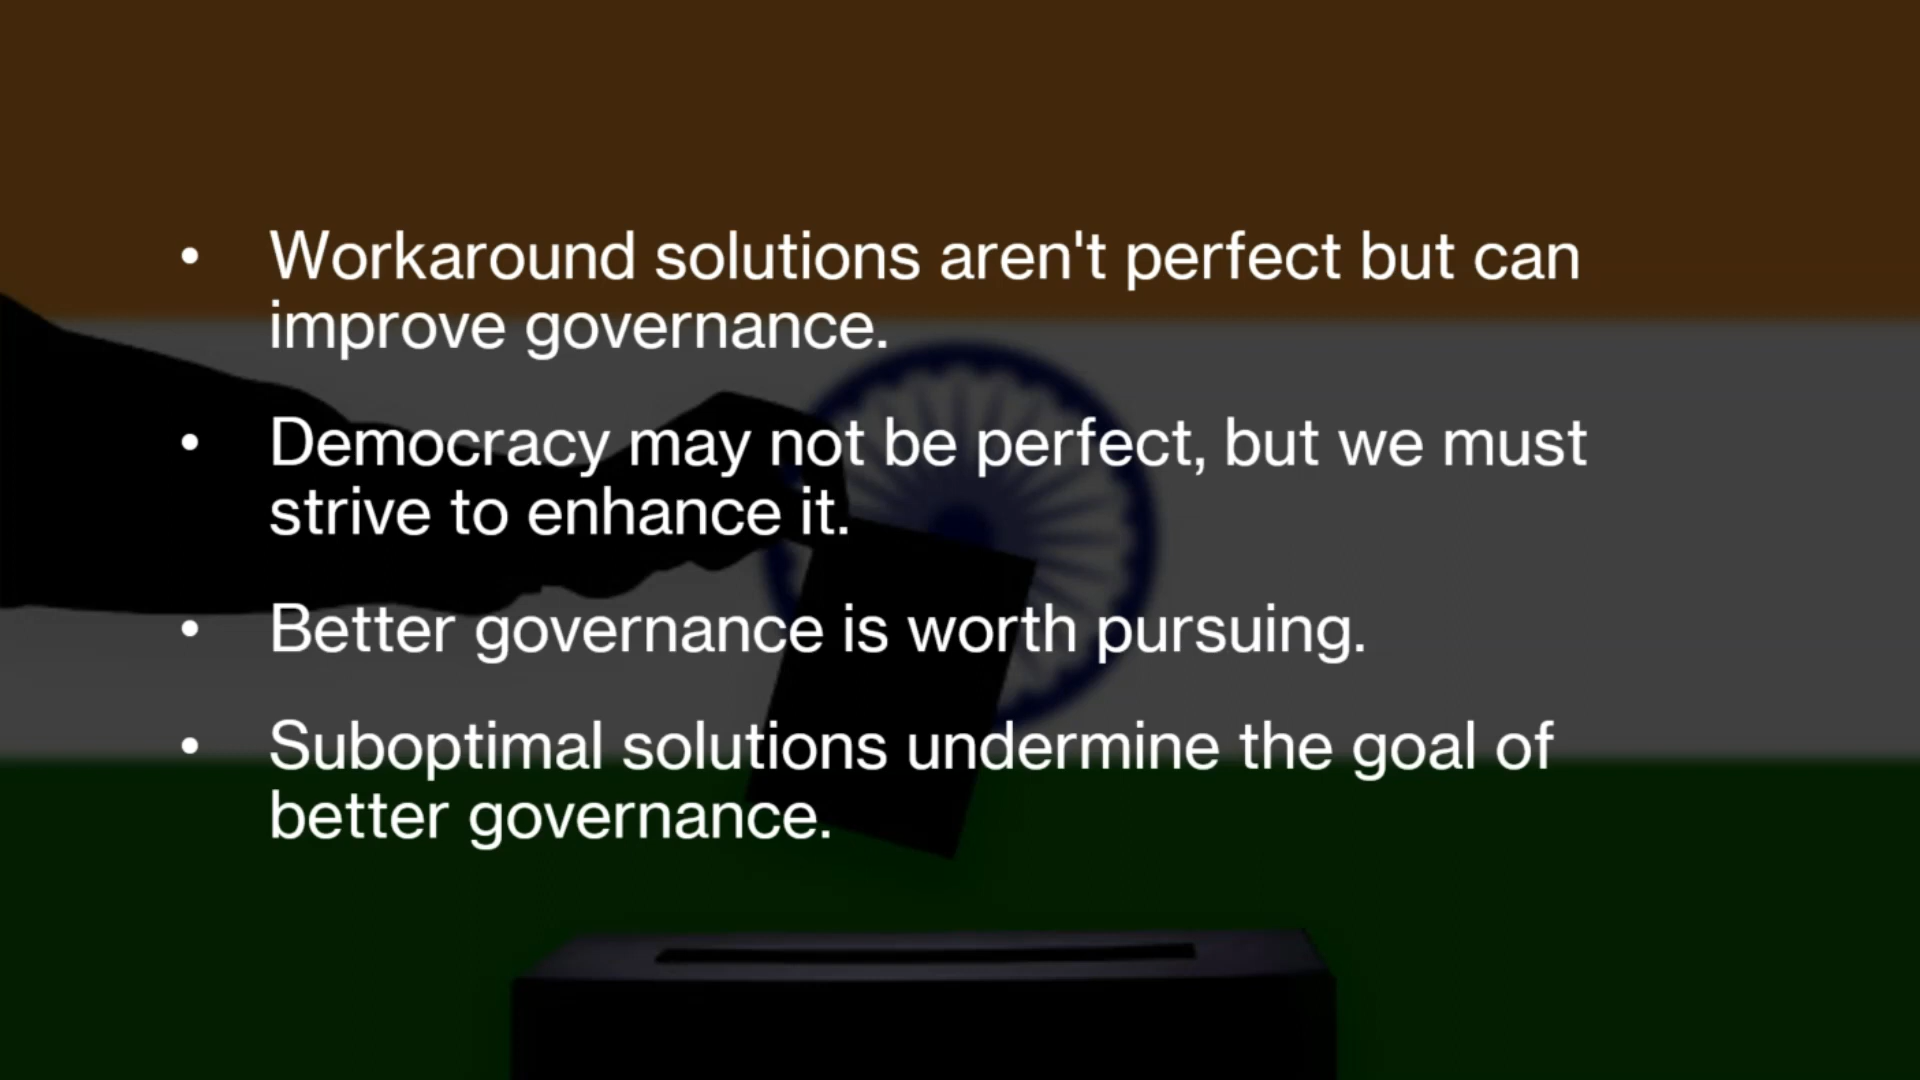 • Workaround solutions aren't perfect but can
improve governance.
• Democracy may not be perfect, but we must
strive to enhance it.
• Better governance is worth pursuing.
• Suboptimal solutions undermine the goal of
better governance.